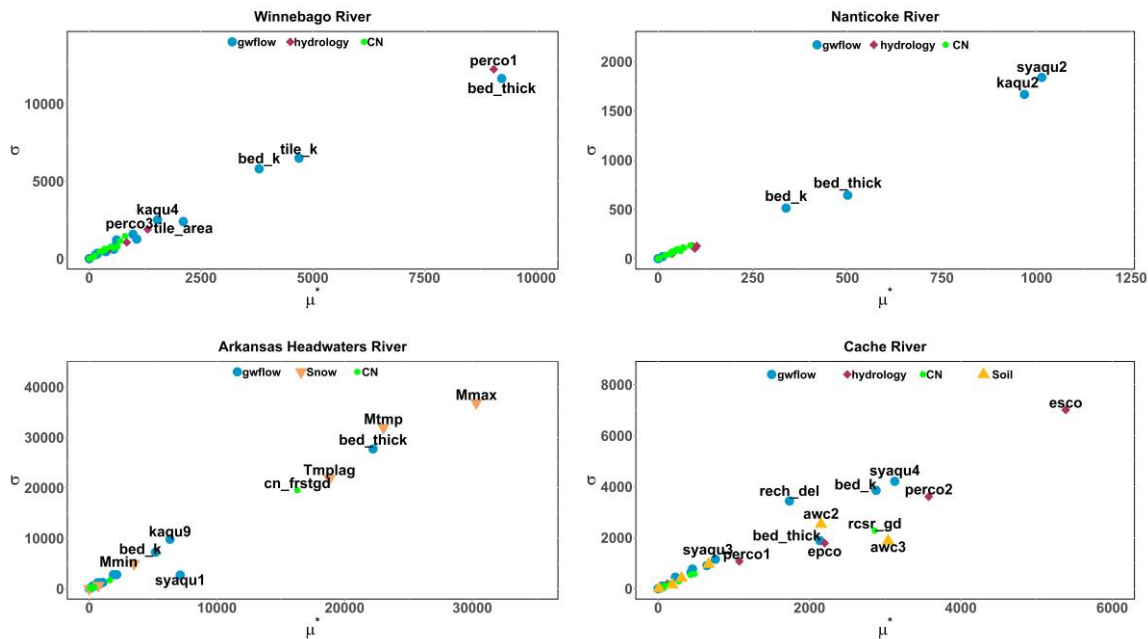 Winnebago River
gwflow hydrology CN
perco1
bed_thick
tile_k
bed_k
kaqu4
perco3
tile_area
σ
10000
5000
0
0 2500 5000 7500 10000
μ*
Nanticoke River
gwflow hydrology CN
syaqu2
kaqu2
bed_thick
bed_k
σ
2000
1500
1000
500
0
0 250 500 750 1000 1250
μ*
Arkansas Headwaters River
gwflow Snow CN
Mmax
Mtmp
bed_thick
Tmplag
cn_frstgd
kaqu9
bed_k
Mmin
syaqu1
σ
40000
30000
20000
10000
0
0 10000 20000 30000
μ*
Cache River
gwflow hydrology CN Soil
esco
syaqu4
bed_k
perco2
rech_del
awc2
rcsr_gd
bed_thick
epco
awc3
syaqu3
perco1
σ
8000
6000
4000
2000
0
0 2000 4000 6000
μ*